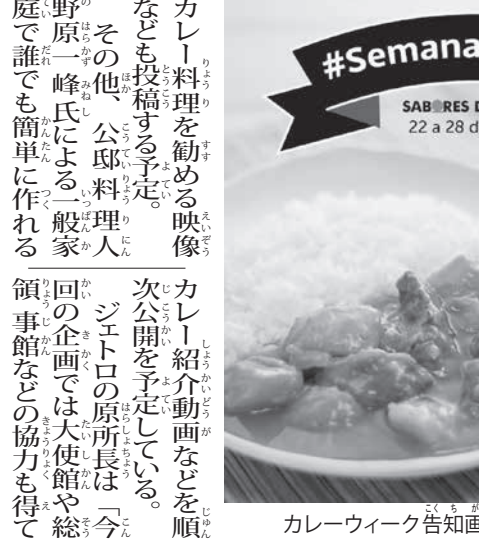 カレー料理を勧める映像
なども投稿する予定。
その他、公邸料理人
野原一峰氏による一般家
庭で誰でも簡単に作れる
カレー紹介動画などを順
次公開を予定している。
ジェトロの原所長は「今
回の企画では大使館や総
領事館などの協力も得て
#Semana
SABORES D
22 a 28 d
カレーウィーク告知画